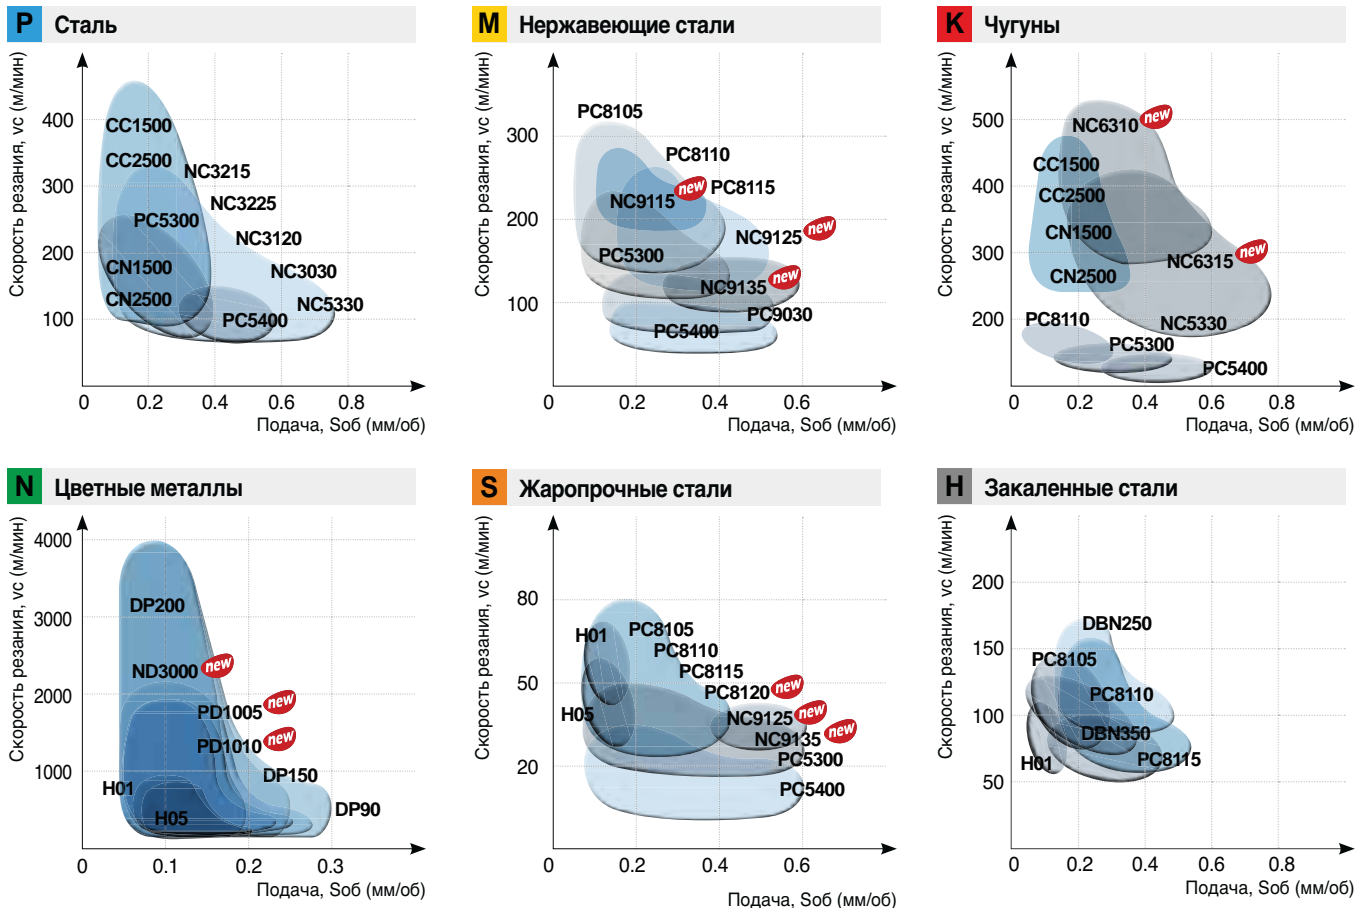 P Сталь
Скорость резания, vc (м/мин)
400
300
200
100
0
0.2
0.4
0.6
0.8
Подача, Sоб (мм/об)
CC1500
CC2500
NC3215
NC3225
PC5300
NC3120
CN1500
NC3030
CN2500
NC5330
PC5400
M Нержавеющие стали
Скорость резания, vc (м/мин)
300
200
100
0
0.2
0.4
0.6
Подача, Sоб (мм/об)
PC8105
PC8110
new
PC8115
NC9115
NC9125 new
PC5300
NC9135 new
PC9030
PC5400
K Чугуны
Скорость резания, vc (м/мин)
500
400
300
200
0
0.2
0.4
0.6
0.8
Подача, Sоб (мм/об)
NC6310 new
CC1500
CC2500
CN1500
NC6315 new
CN2500
PC8110
NC5330
PC5300
PC5400
N Цветные металлы
Скорость резания, vc (м/мин)
4000
3000
2000
1000
0
0.1
0.2
0.3
Подача, Sоб (мм/об)
DP200
ND3000 new
PD1005 new
PD1010 new
DP150
H01
DP90
H05
S Жаропрочные стали
Скорость резания, vc (м/мин)
80
50
20
0.2
0.4
0.6
0
Подача, Sоб (мм/об)
H01
PC8105
PC8110
PC8115
PC8120 new
H05
NC9125 new
NC9135 new
PC5300
PC5400
H Закаленные стали
Скорость резания, vc (м/мин)
200
150
100
50
0
0.2
0.4
0.6
0.8
Подача, Sоб (мм/об)
DBN250
PC8105
PC8110
DBN350
H01
PC8115